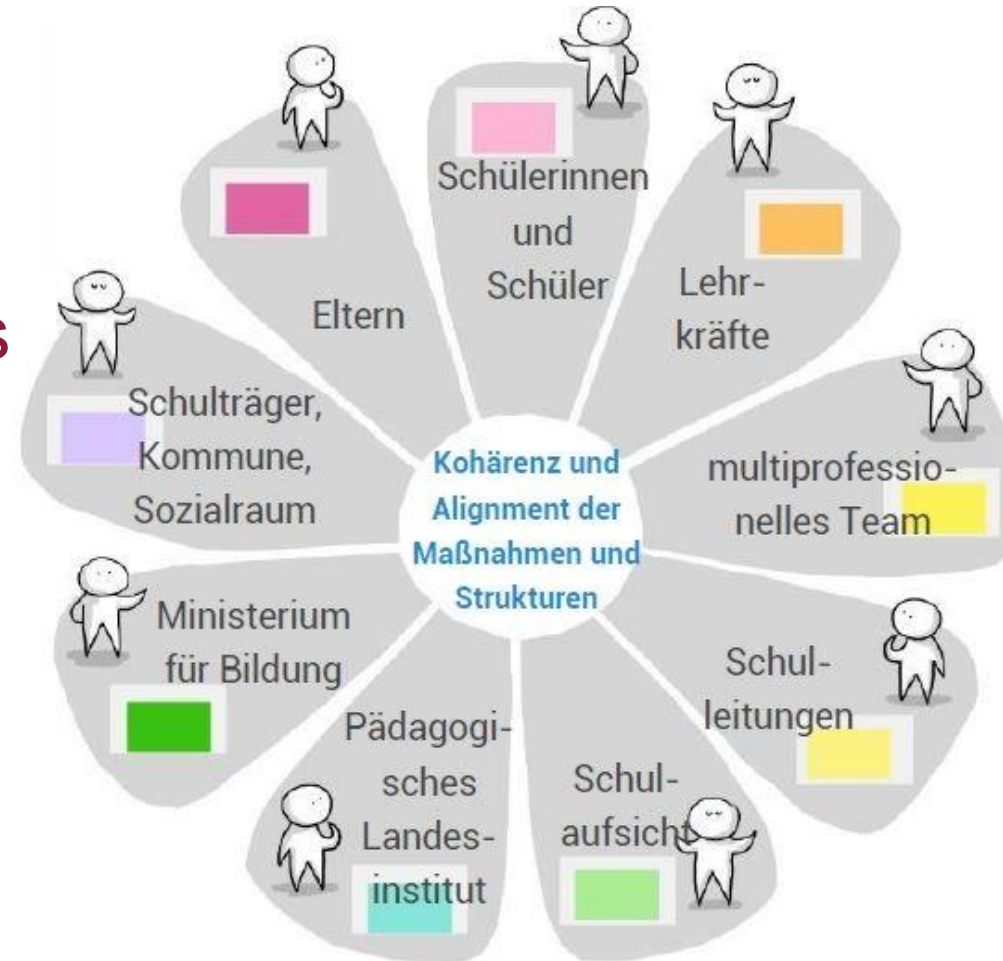 Schülerinnen
und
Schüler
Lehr-
kräfte
multiprofessio-
nelles Team
Schul-
leitungen
Schul-
aufsicht
Pädagogi-
sches
Landes-
institut
Ministerium
für Bildung
Schulträger,
Kommune,
Sozialraum
Eltern
Kohärenz und
Alignment der
Maßnahmen und
Strukturen
s